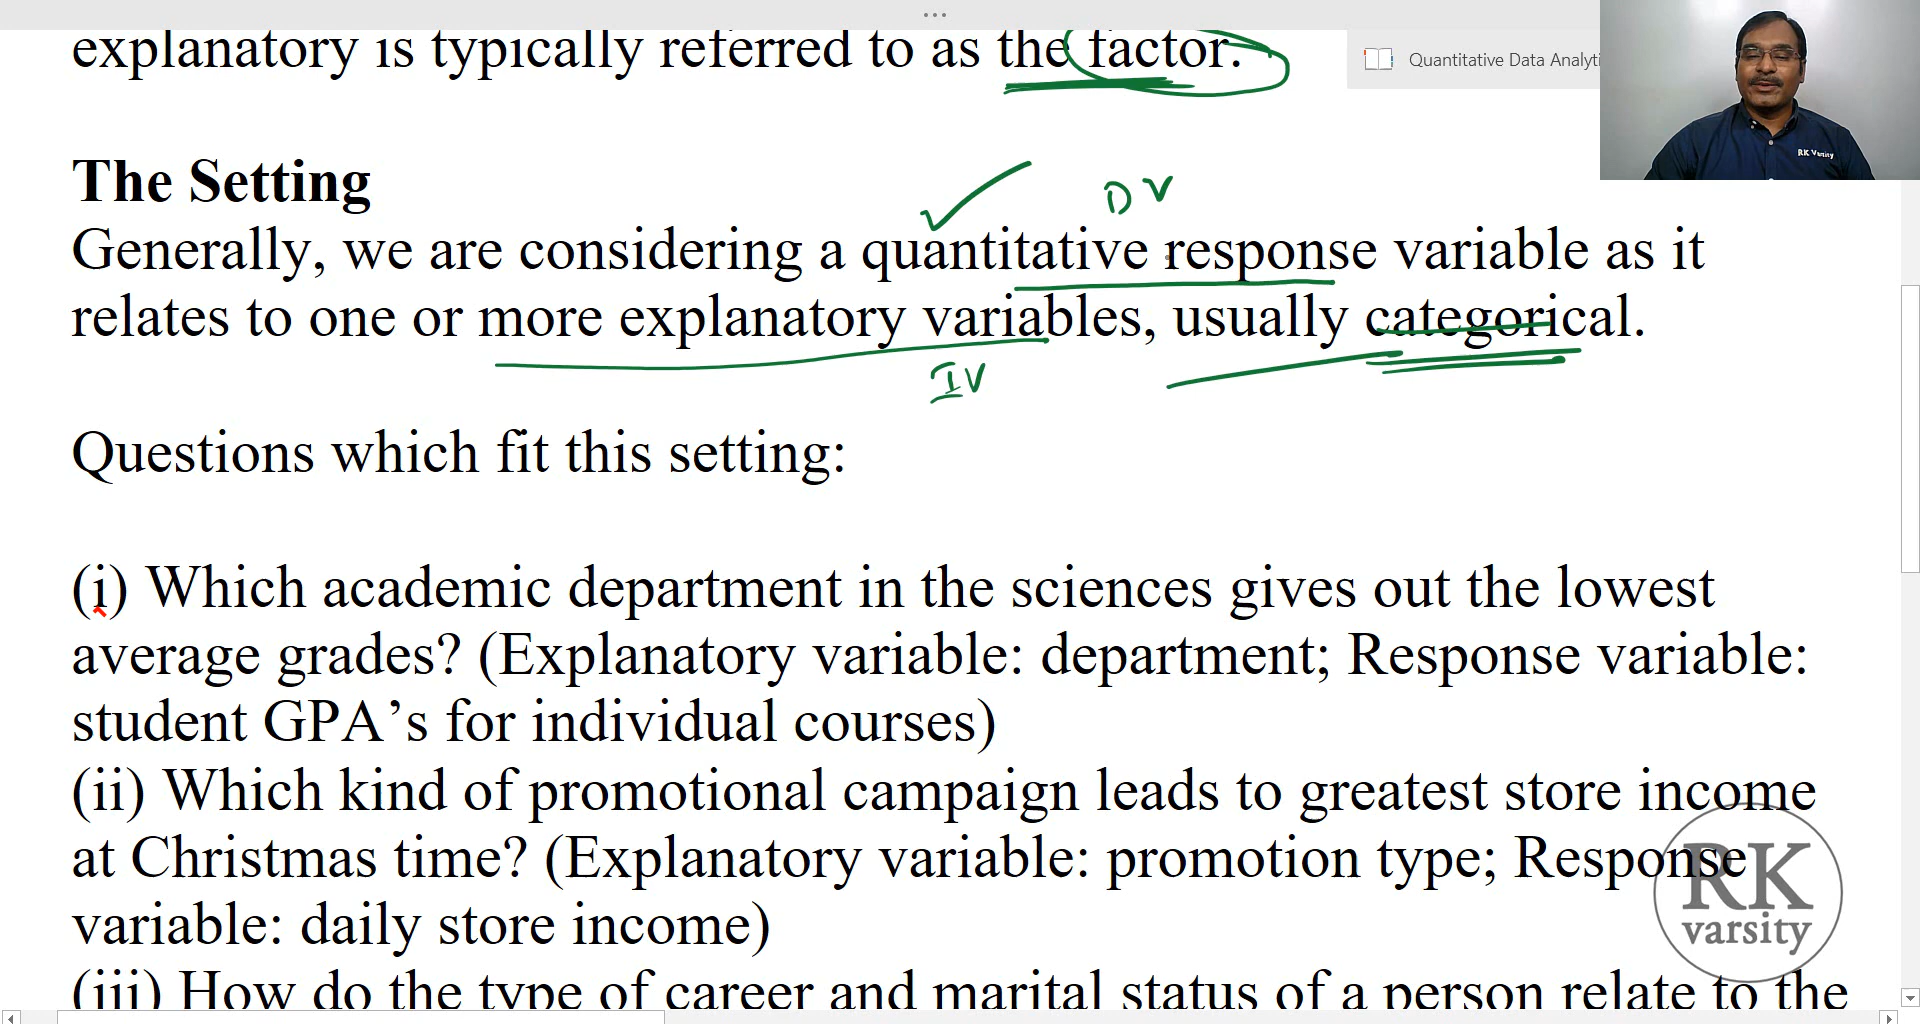 explanatory is typically referred to as the factor.
Quantitative Data Analyti
RK Varsity
The Setting
DV
Generally, we are considering a quantitative response variable as it
relates to one or more explanatory variables, usually categorical.
IV
Questions which fit this setting:
(i) Which academic department in the sciences gives out the lowest
average grades? (Explanatory variable: department; Response variable:
student GPA’s for individual courses)
(ii) Which kind of promotional campaign leads to greatest store income
at Christmas time? (Explanatory variable: promotion type; Response
variable: daily store income)
RK
varsity
(iii) How do the type of career and marital status of a person relate to the